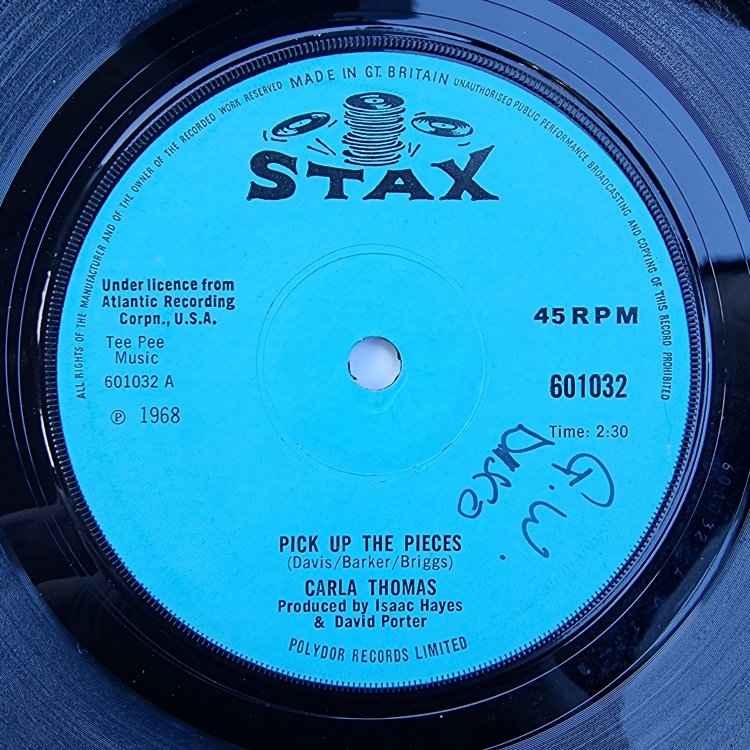 ALL RIGHTS OF THE MANUFACTURER AND OF THE OWNER OF THE RECORDED WORK RESERVED MADE IN GT. BRITAIN UNAUTHORISED PUBLIC PERFORMANCE BROADCASTING AND COPYING OF THIS RECORD PROHIBITED
STAX
Under licence from
Atlantic Recording
Corpn., U.S.A.
Tee Pee
Music
601032 A
℗ 1968
45 RPM
601032
Time: 2:30
G.W.
DISCO
PICK UP THE PIECES
(Davis/Barker/Briggs)
CARLA THOMAS
Produced by Isaac Hayes
& David Porter
POLYDOR RECORDS LIMITED